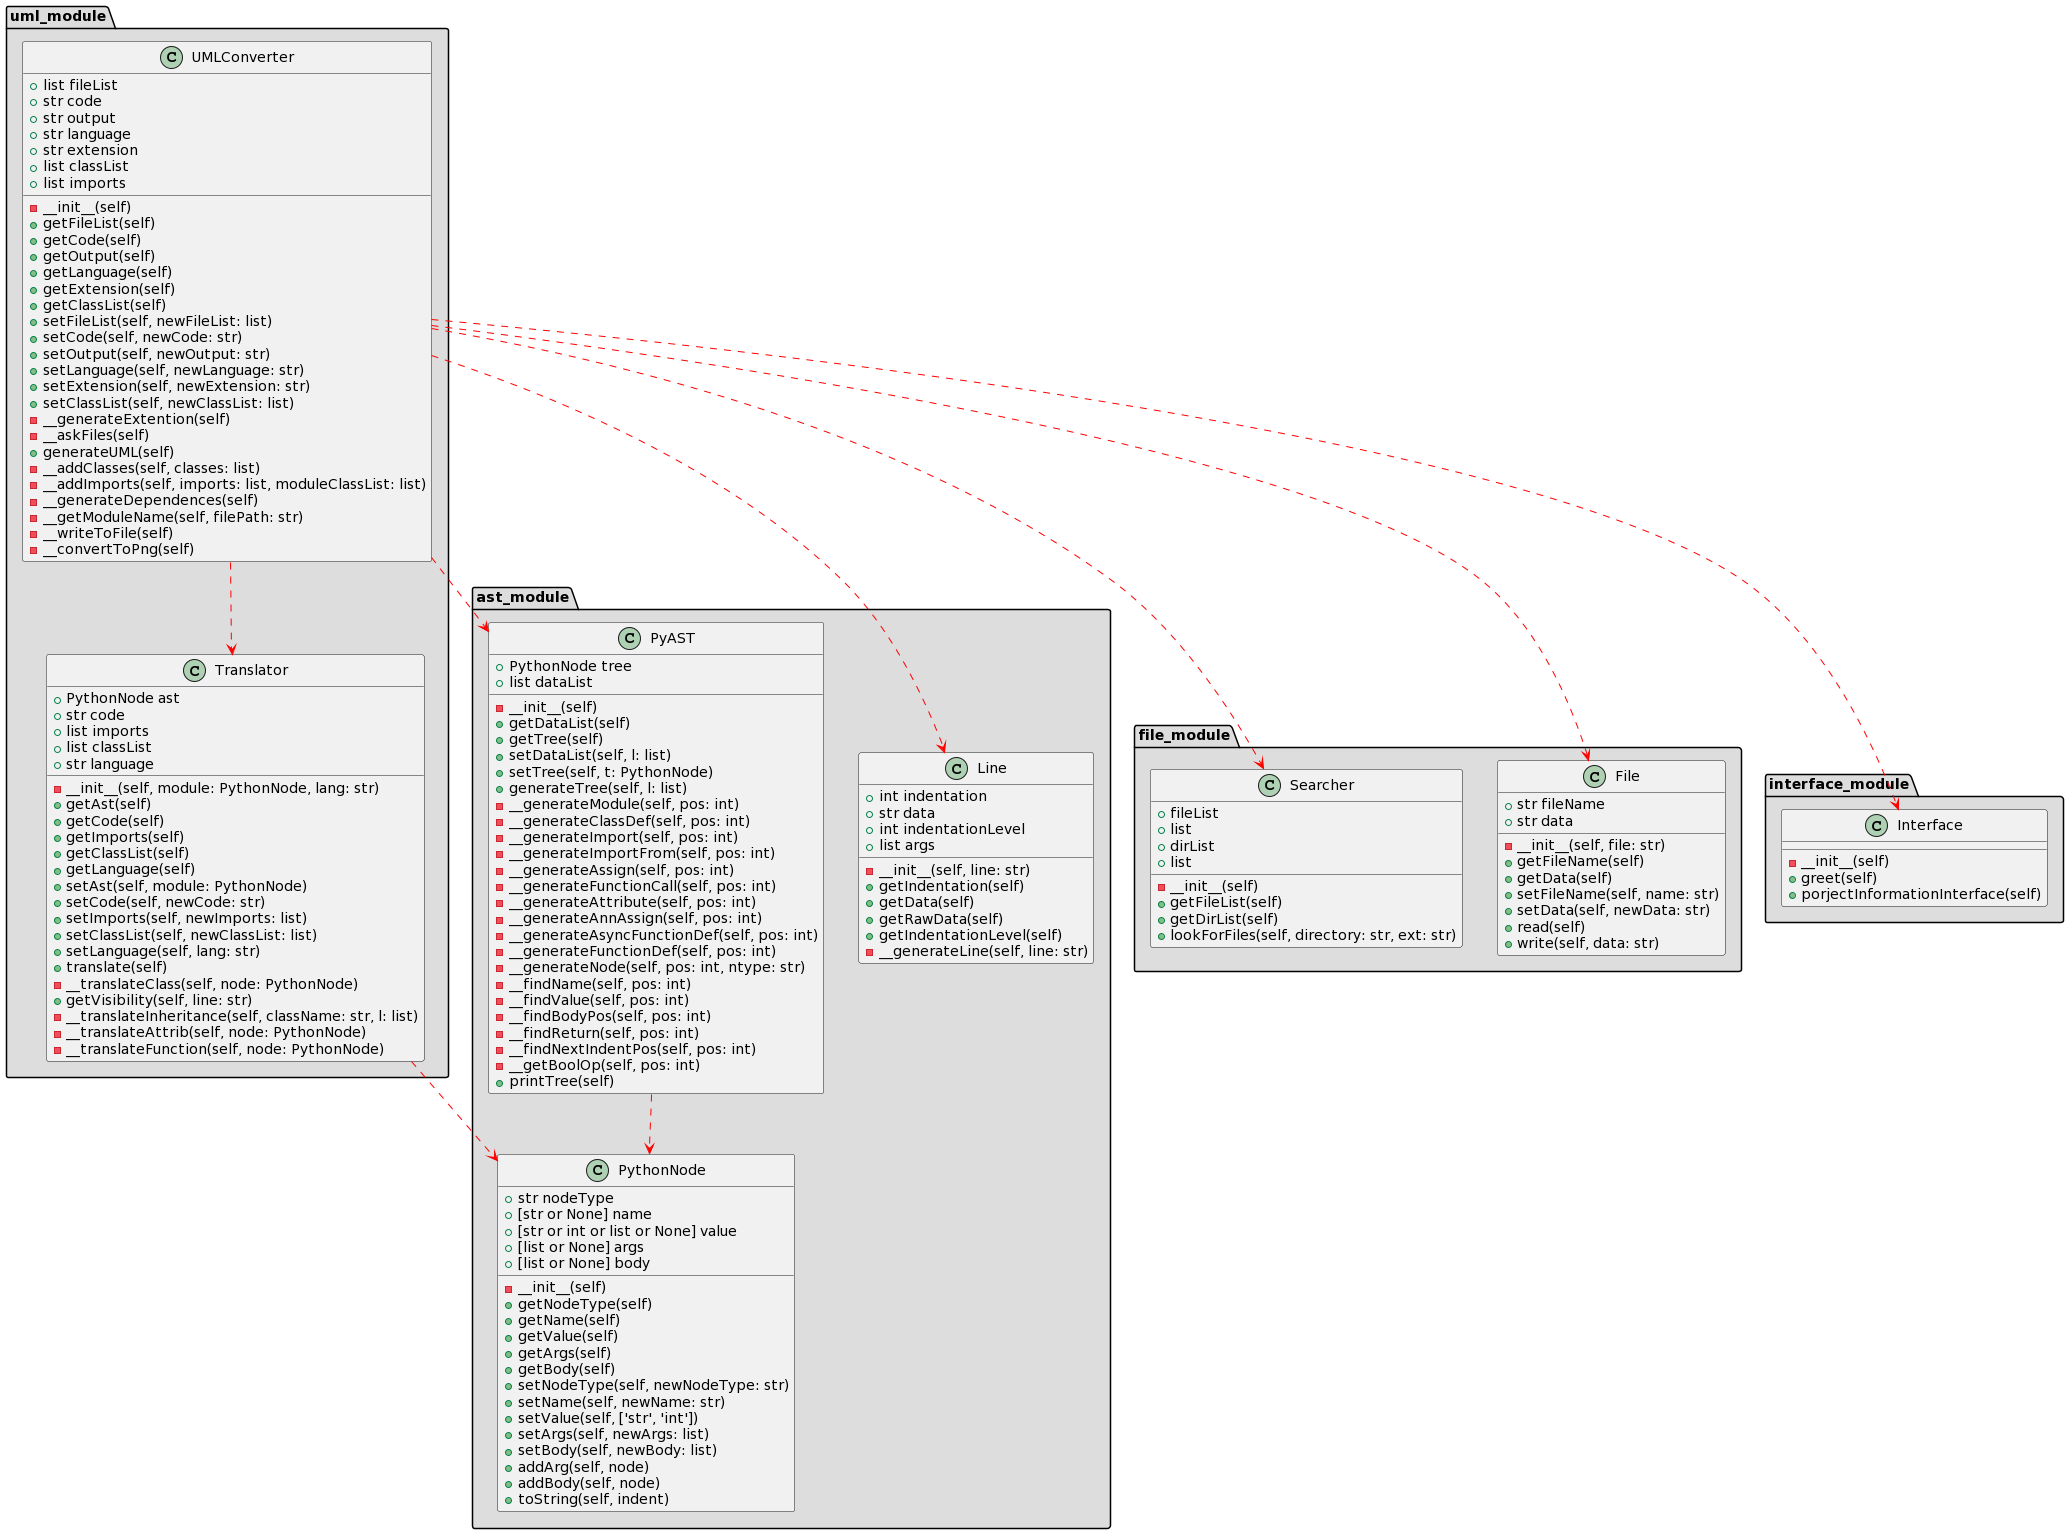 uml_module
C UMLConverter
list fileList
str code
str output
str language
str extension
list classList
list imports
__init__(self)
getFileList(self)
getCode(self)
getOutput(self)
getLanguage(self)
getExtension(self)
getClassList(self)
setFileList(self, newFileList: list)
setCode(self, newCode: str)
setOutput(self, newOutput: str)
setLanguage(self, newLanguage: str)
setExtension(self, newExtension: str)
setClassList(self, newClassList: list)
__generateExtention(self)
__askFiles(self)
generateUML(self)
__addClasses(self, classes: list)
__addImports(self, imports: list, moduleClassList: list)
__generateDependences(self)
__getModuleName(self, filePath: str)
__writeToFile(self)
__convertToPng(self)
C Translator
PythonNode ast
str code
list imports
list classList
str language
__init__(self, module: PythonNode, lang: str)
getAst(self)
getCode(self)
getImports(self)
getClassList(self)
getLanguage(self)
setAst(self, module: PythonNode)
setCode(self, newCode: str)
setImports(self, newImports: list)
setClassList(self, newClassList: list)
setLanguage(self, lang: str)
translate(self)
__translateClass(self, node: PythonNode)
getVisibility(self, line: str)
__translateInheritance(self, className: str, l: list)
__translateAttrib(self, node: PythonNode)
__translateFunction(self, node: PythonNode)
ast_module
C PyAST
PythonNode tree
list dataList
__init__(self)
getDataList(self)
getTree(self)
setDataList(self, l: list)
setTree(self, t: PythonNode)
generateTree(self, l: list)
__generateModule(self, pos: int)
__generateClassDef(self, pos: int)
__generateImport(self, pos: int)
__generateImportFrom(self, pos: int)
__generateAssign(self, pos: int)
__generateFunctionCall(self, pos: int)
__generateAttribute(self, pos: int)
__generateAnnAssign(self, pos: int)
__generateAsyncFunctionDef(self, pos: int)
__generateFunctionDef(self, pos: int)
__generateNode(self, pos: int, ntype: str)
__findName(self, pos: int)
__findValue(self, pos: int)
__findBodyPos(self, pos: int)
__findReturn(self, pos: int)
__findNextIndentPos(self, pos: int)
__getBoolOp(self, pos: int)
printTree(self)
C Line
int indentation
str data
int indentationLevel
list args
__init__(self, line: str)
getIndentation(self)
getData(self)
getRawData(self)
getIndentationLevel(self)
__generateLine(self, line: str)
C PythonNode
str nodeType
[str or None] name
[str or int or list or None] value
[list or None] args
[list or None] body
__init__(self)
getNodeType(self)
getName(self)
getValue(self)
getArgs(self)
getBody(self)
setNodeType(self, newNodeType: str)
setName(self, newName: str)
setValue(self, ['str', 'int'])
setArgs(self, newArgs: list)
setBody(self, newBody: list)
addArg(self, node)
addBody(self, node)
toString(self, indent)
file_module
C Searcher
fileList
list
dirList
list
__init__(self)
getFileList(self)
getDirList(self)
lookForFiles(self, directory: str, ext: str)
C File
str fileName
str data
__init__(self, file: str)
getFileName(self)
getData(self)
setFileName(self, name: str)
setData(self, newData: str)
read(self)
write(self, data: str)
interface_module
C Interface
__init__(self)
greet(self)
porjectInformationInterface(self)